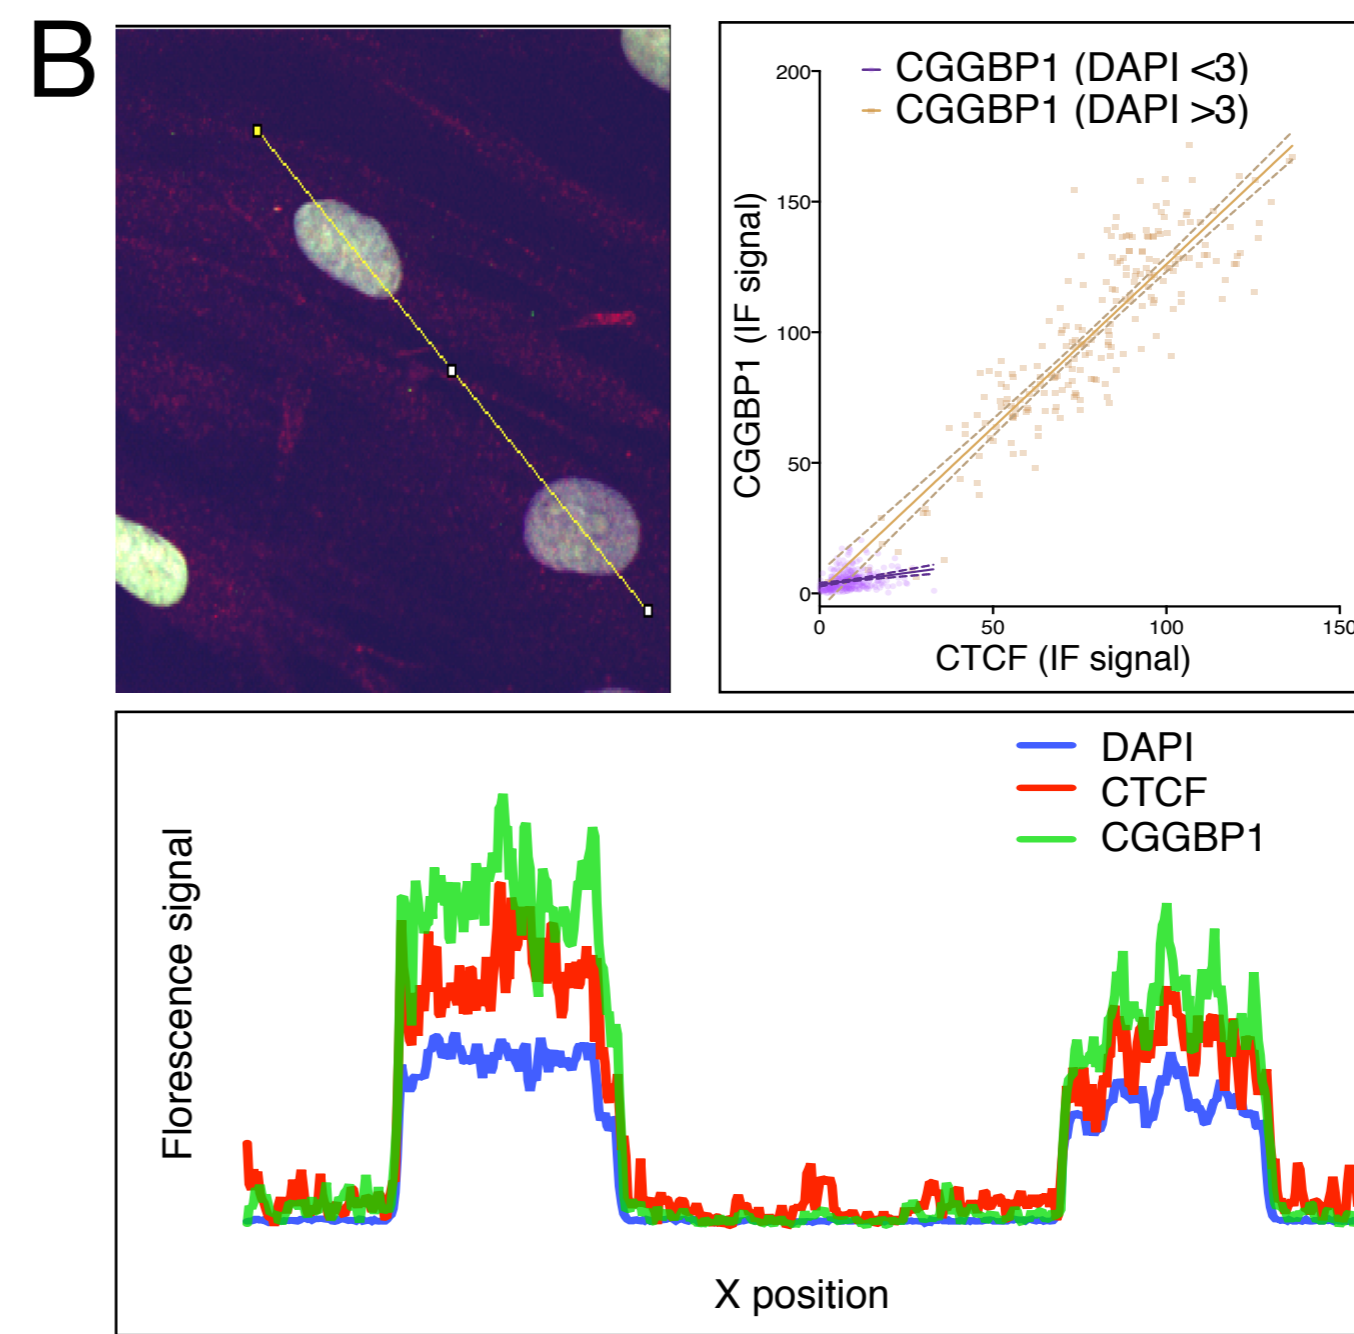 B
CGGBP1 (DAPI <3)
CGGBP1 (DAPI >3)
200
150
100
50
0
CGGBP1 (IF signal)
0 50 100 150
CTCF (IF signal)
DAPI
CTCF
CGGBP1
Florescence signal
X position